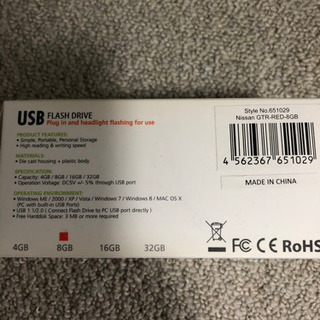 USB FLASH DRIVE
Plug in and headlight flashing for use
PRODUCT FEATURES:
• Simple, Portable, Personal Storage
• High reading & writing speed
MATERIALS:
• Die cast housing + plastic body
SPECIFICATION:
• Capacity: 4GB / 8GB / 16GB / 32GB
• Operation Voltage: DC5V +/- 5% through USB port
OPERATING ENVIRONMENT:
• Windows ME / 2000 / XP / Vista / Windows 7 / Windows 8 / MAC OS X
(PC with built-in USB Ports)
• USB 1.1/2.0 ( Connect Flash Drive to PC USB port directly )
• Free Harddisk Space: 3 MB or more required
4GB 8GB 16GB 32GB
Style No.651029
Nissan GTR-RED-8GB
4 562367 651029
MADE IN CHINA
FC CE RoHS